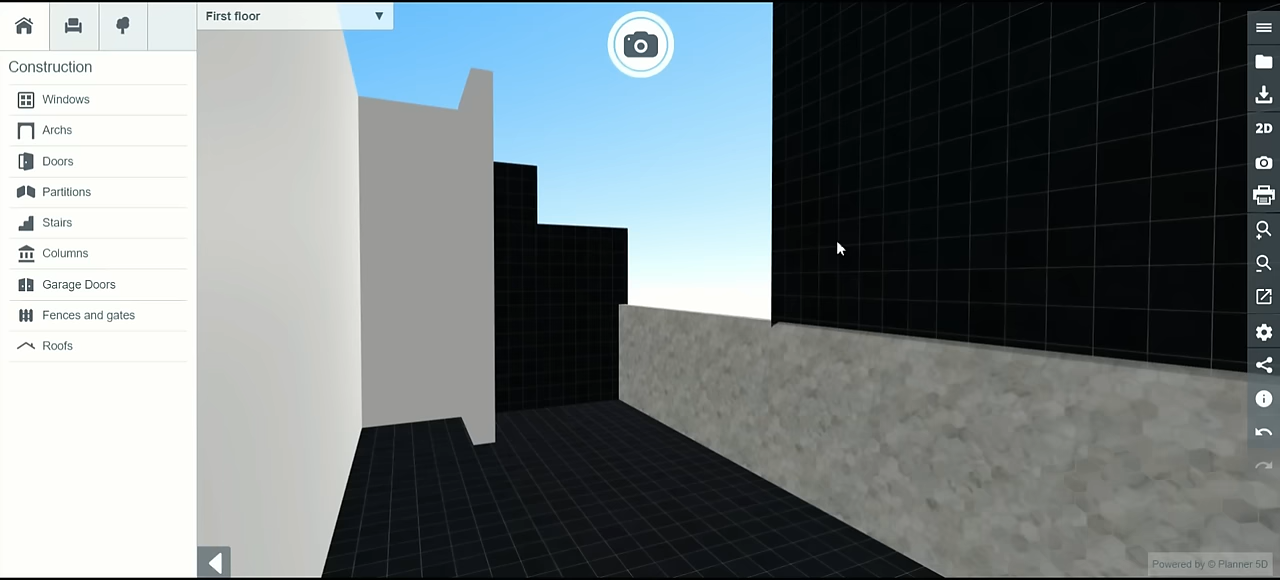 First floor
Construction
Windows
Archs
Doors
Partitions
Stairs
Columns
Garage Doors
Fences and gates
Roofs
2D
Powered by © Planner 5D